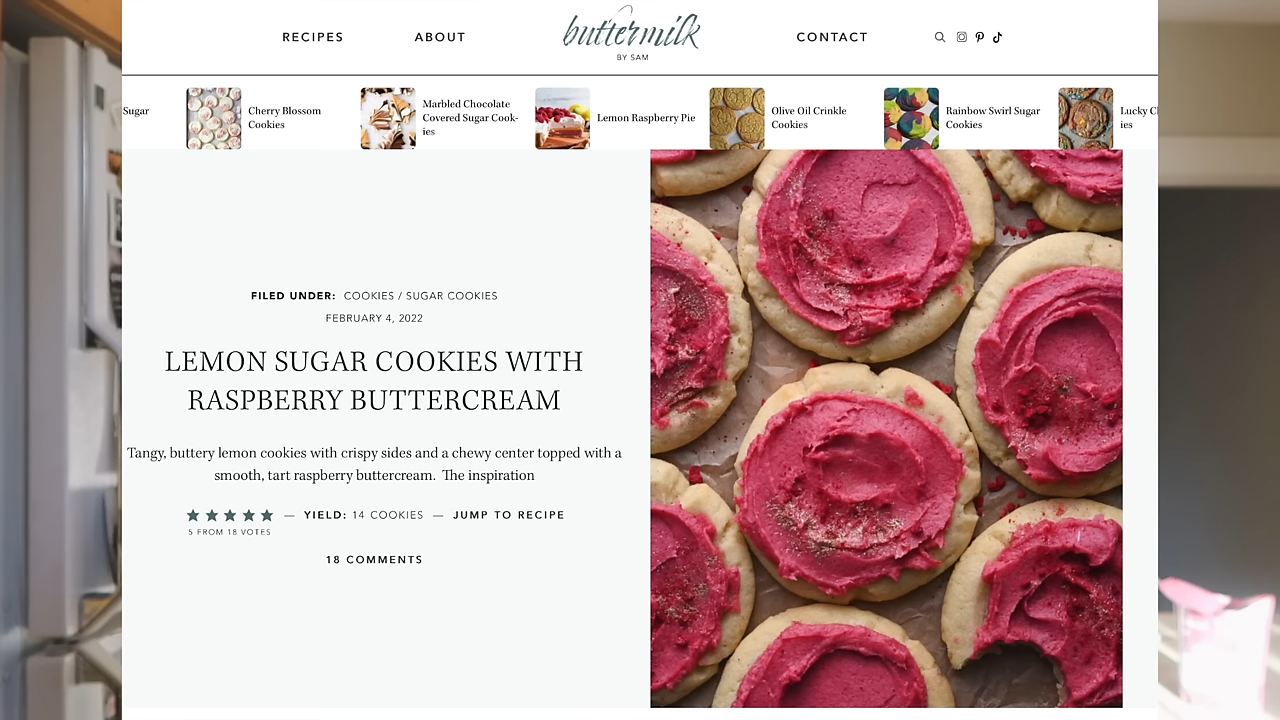 RECIPES
ABOUT
buttermilk
BY SAM
CONTACT
Sugar
Cherry Blossom
Cookies
Marbled Chocolate
Covered Sugar Cook-
ies
Lemon Raspberry Pie
Olive Oil Crinkle
Cookies
Rainbow Swirl Sugar
Cookies
ies
FILED UNDER: COOKIES / SUGAR COOKIES
FEBRUARY 4, 2022
LEMON SUGAR COOKIES WITH
RASPBERRY BUTTERCREAM
Tangy, buttery lemon cookies with crispy sides and a chewy center topped with a
smooth, tart raspberry buttercream. The inspiration
— YIELD: 14 COOKIES — JUMP TO RECIPE
5 FROM 18 VOTES
18 COMMENTS